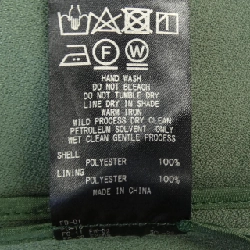 HAND WASH
DO NOT BLEACH
DO NOT TUMBLE DRY
LINE DRY IN SHADE
WARM IRON
MILD PROCESS DRY CLEAN
PETROLEUM SOLVENT ONLY
WET CLEAN GENTLE PROCESS
SHELL
POLYESTER 100%
LINING
POLYESTER 100%
MADE IN CHINA